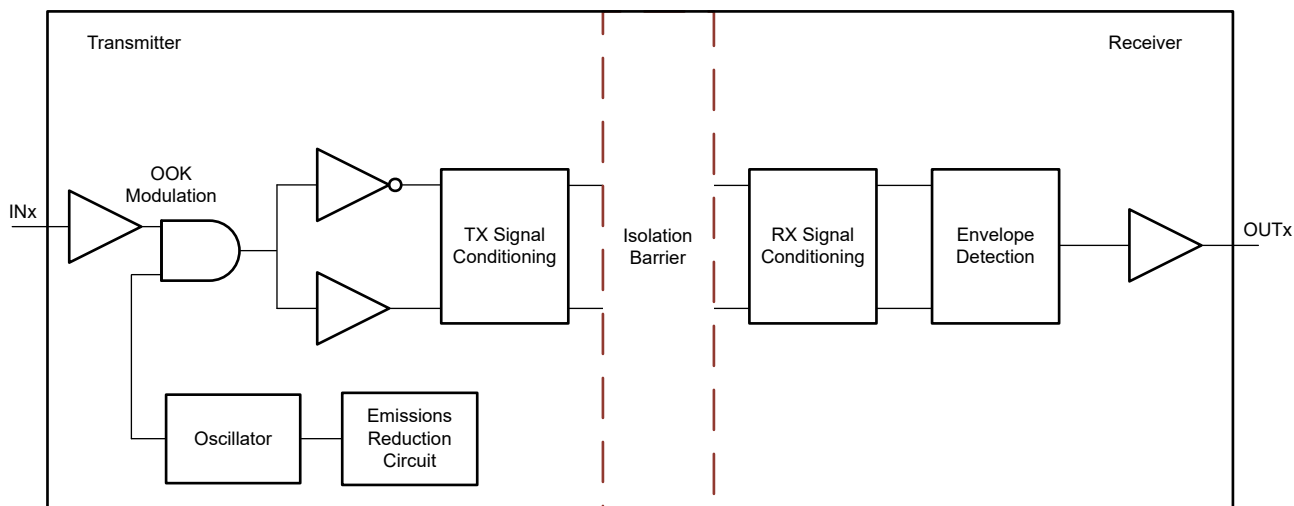 Transmitter
Receiver
OOK
Modulation
INx
TX Signal
Conditioning
Isolation
Barrier
RX Signal
Conditioning
Envelope
Detection
OUTx
Oscillator
Emissions
Reduction
Circuit